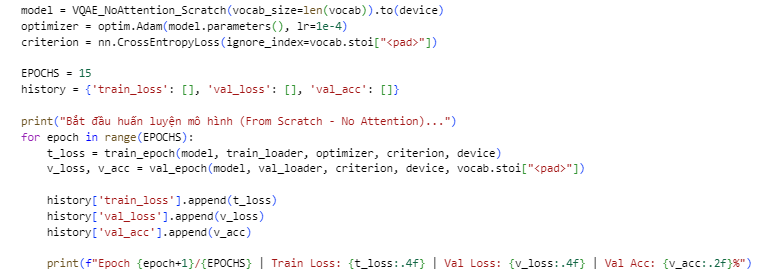 model = VQAE_NoAttention_Scratch(vocab_size=len(vocab)).to(device)
optimizer = optim.Adam(model.parameters(), lr=1e-4)
criterion = nn.CrossEntropyLoss(ignore_index=vocab.stoi["<pad>"])

EPOCHS = 15
history = {'train_loss': [], 'val_loss': [], 'val_acc': []}

print("Bắt đầu huấn luyện mô hình (From Scratch - No Attention)...")
for epoch in range(EPOCHS):
    t_loss = train_epoch(model, train_loader, optimizer, criterion, device)
    v_loss, v_acc = val_epoch(model, val_loader, criterion, device, vocab.stoi["<pad>"])

    history['train_loss'].append(t_loss)
    history['val_loss'].append(v_loss)
    history['val_acc'].append(v_acc)

    print(f"Epoch {epoch+1}/{EPOCHS} | Train Loss: {t_loss:.4f} | Val Loss: {v_loss:.4f} | Val Acc: {v_acc:.2f}%")